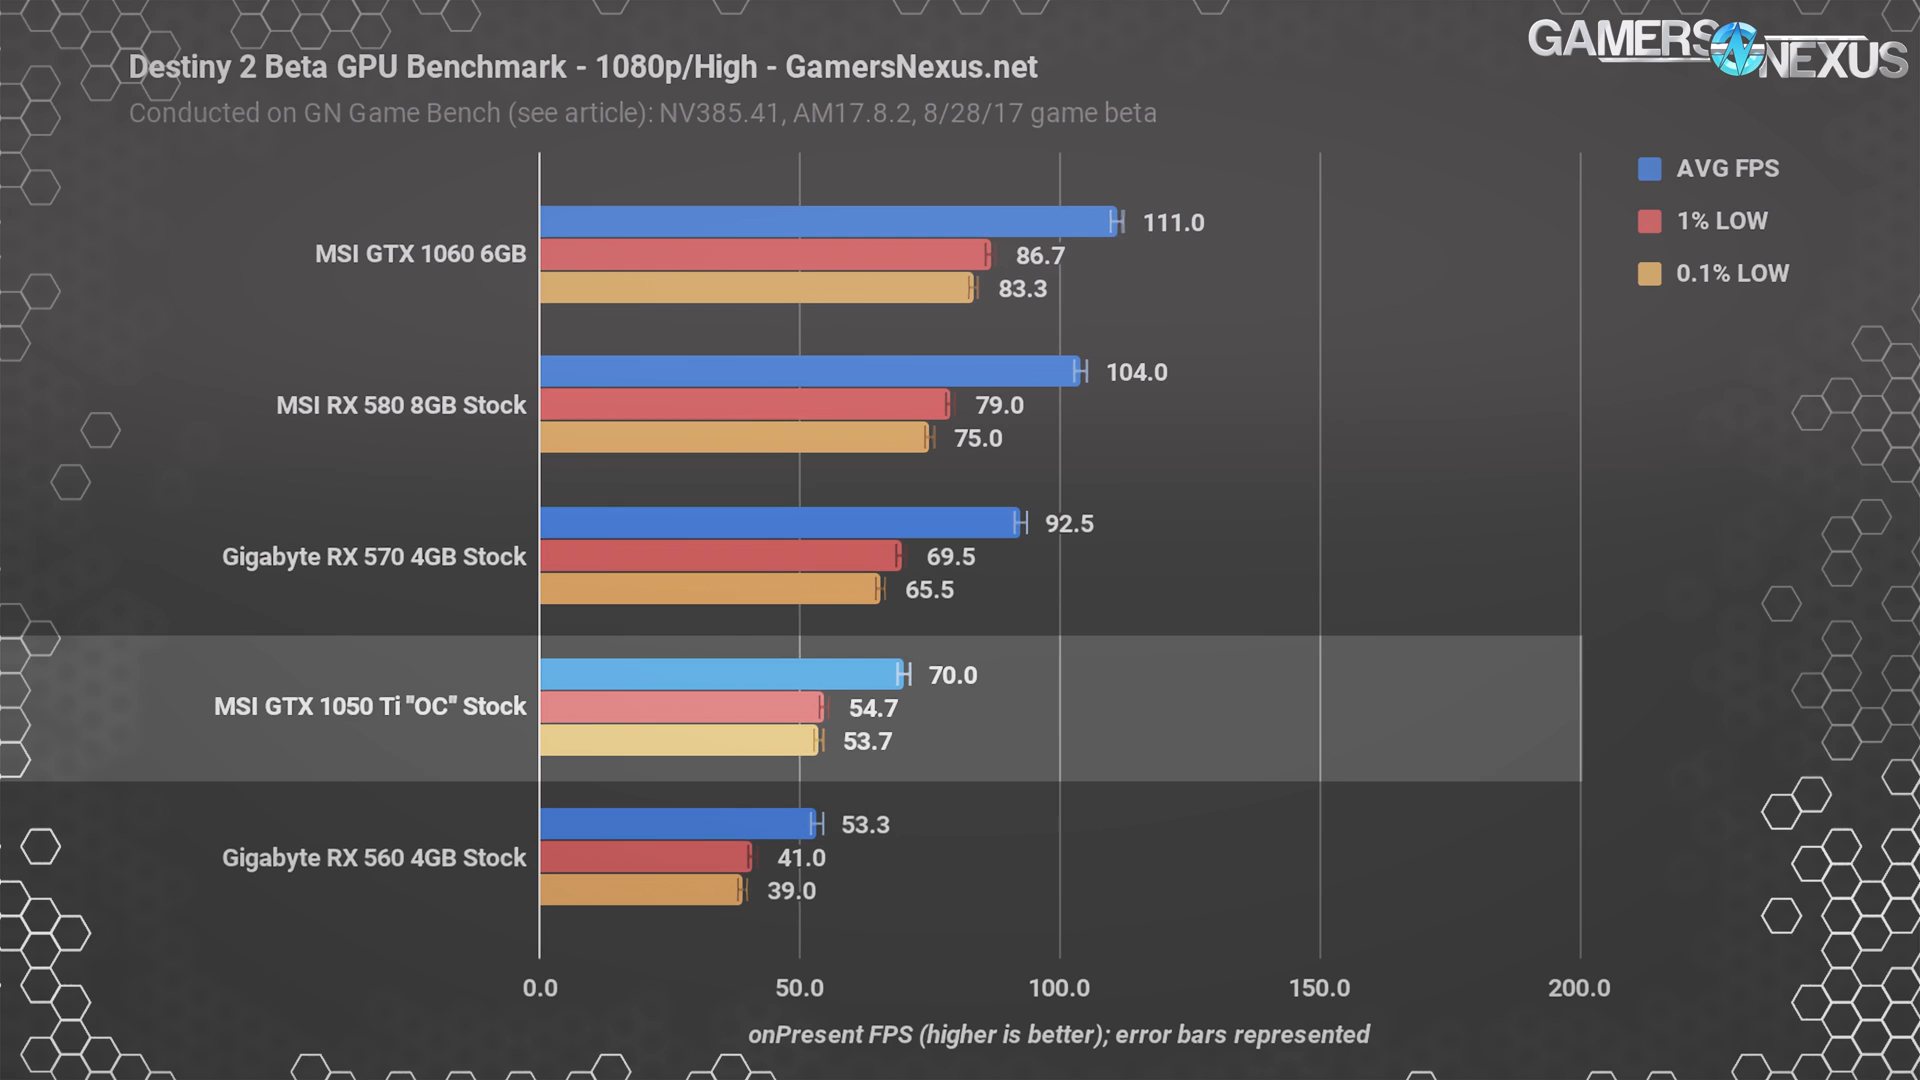 GAMERS NEXUS
Destiny 2 Beta GPU Benchmark - 1080p/High - GamersNexus.net
Conducted on GN Game Bench (see article): NV385.41, AM17.8.2, 8/28/17 game beta
AVG FPS
1% LOW
0.1% LOW
MSI GTX 1060 6GB
111.0
86.7
83.3
MSI RX 580 8GB Stock
104.0
79.0
75.0
Gigabyte RX 570 4GB Stock
92.5
69.5
65.5
MSI GTX 1050 Ti "OC" Stock
70.0
54.7
53.7
Gigabyte RX 560 4GB Stock
53.3
41.0
39.0
0.0 50.0 100.0 150.0 200.0
onPresent FPS (higher is better); error bars represented